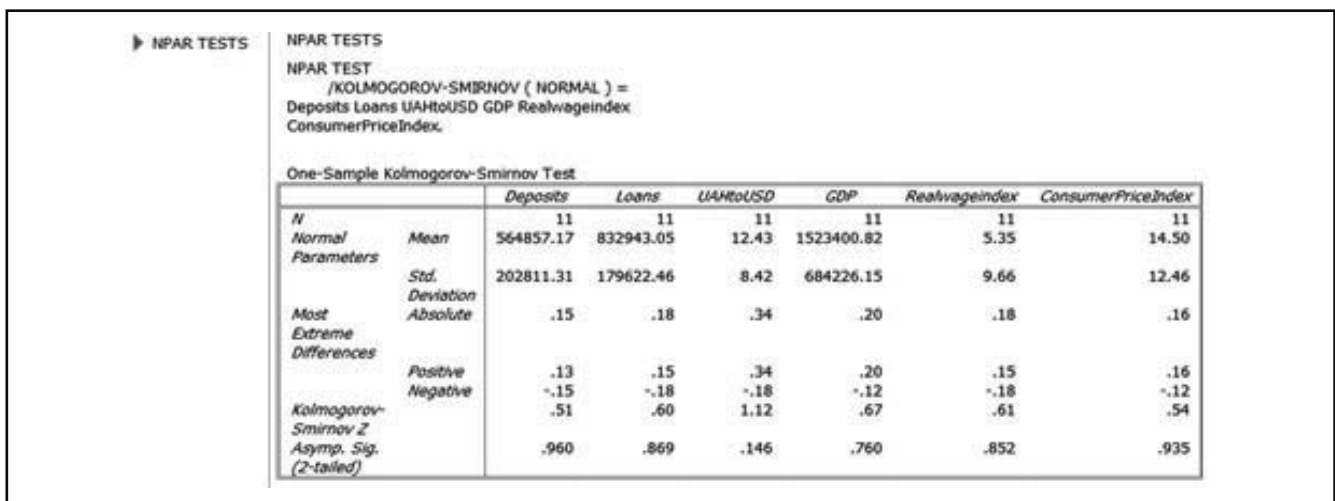 NPAR TESTS
NPAR TESTS
NPAR TEST
/KOLMOGOROV-SMIRNOV ( NORMAL ) =
Deposits Loans UAHtoUSD GDP Realwageindex
ConsumerPriceIndex.
One-Sample Kolmogorov-Smirnov Test
Deposits Loans UAHtoUSD GDP Realwageindex ConsumerPriceIndex
N 11 11 11 11 11 11
Normal Mean 564857.17 832943.05 12.43 1523400.82 5.35 14.50
Parameters
Std. 202811.31 179622.46 8.42 684226.15 9.66 12.46
Deviation
Most Absolute .15 .18 .34 .20 .18 .16
Extreme
Differences
Positive .13 .15 .34 .20 .15 .16
Negative -.15 -.18 -.18 -.12 -.18 -.12
Kolmogorov- .51 .60 1.12 .67 .61 .54
Smirnov Z
Asymp. Sig. .960 .869 .146 .760 .852 .935
(2-tailed)